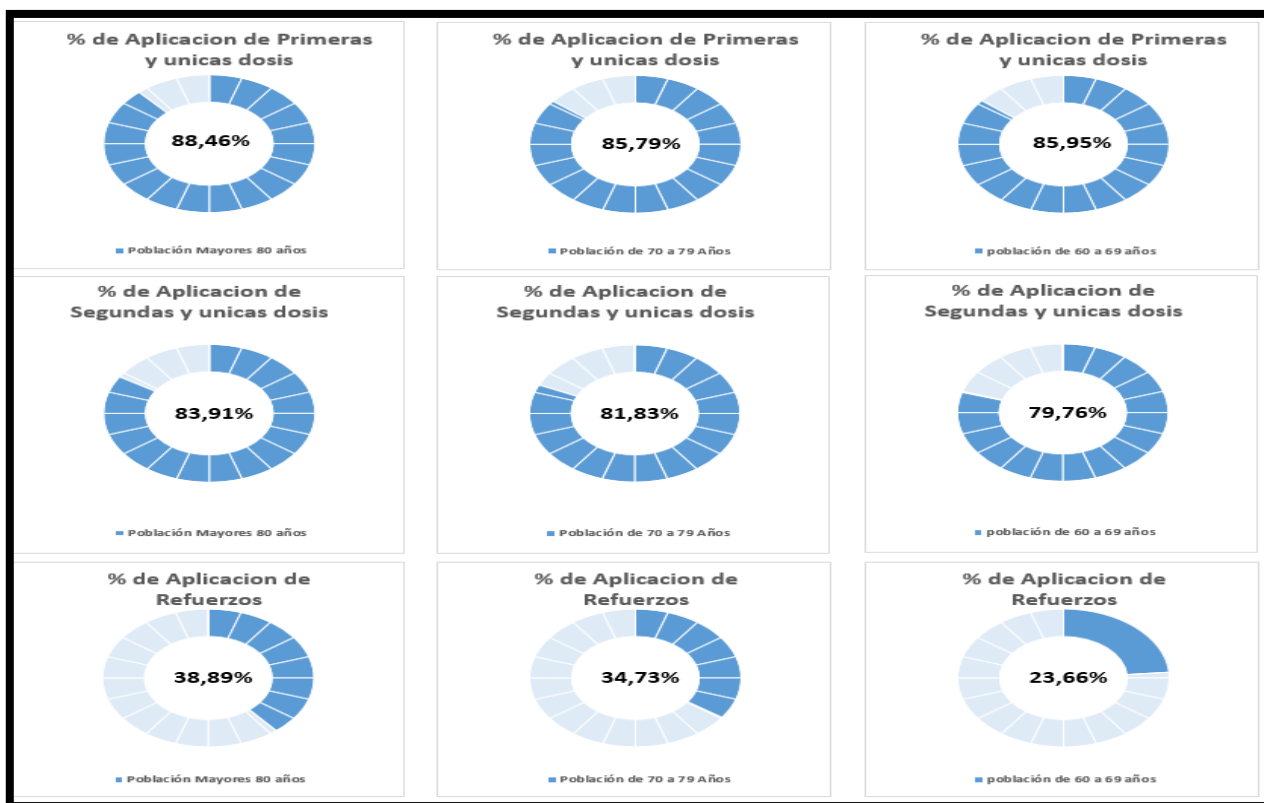 % de Aplicacion de Primeras
y unicas dosis
88,46%
Población Mayores 80 años
% de Aplicacion de Primeras
y unicas dosis
85,79%
Población de 70 a 79 Años
% de Aplicacion de Primeras
y unicas dosis
85,95%
población de 60 a 69 años
% de Aplicacion de
Segundas y unicas dosis
83,91%
Población Mayores 80 años
% de Aplicacion de
Segundas y unicas dosis
81,83%
Población de 70 a 79 Años
% de Aplicacion de
Segundas y unicas dosis
79,76%
población de 60 a 69 años
% de Aplicacion de
Refuerzos
38,89%
Población Mayores 80 años
% de Aplicacion de
Refuerzos
34,73%
Población de 70 a 79 Años
% de Aplicacion de
Refuerzos
23,66%
población de 60 a 69 años